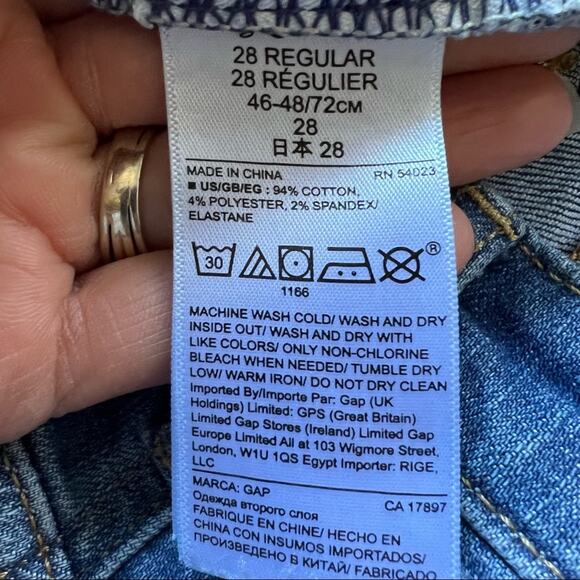 28 REGULAR
28 RÉGULIER
46-48/72CM
28
日本 28
MADE IN CHINA RN 54023
■ US/GB/EG : 94% COTTON,
4% POLYESTER, 2% SPANDEX/
ELASTANE
30
®
1166
MACHINE WASH COLD/ WASH AND DRY
INSIDE OUT/ WASH AND DRY WITH
LIKE COLORS/ ONLY NON-CHLORINE
BLEACH WHEN NEEDED/ TUMBLE DRY
LOW/ WARM IRON/ DO NOT DRY CLEAN
Imported By/Importe Par: Gap (UK
Holdings) Limited: GPS (Great Britain)
Limited Gap Stores (Ireland) Limited Gap
Europe Limited All at 103 Wigmore Street,
London, W1U 1QS Egypt Importer: RIGE,
LLC
MARCA: GAP CA 17897
Одежда второго слоя
FABRIQUE EN CHINE/ HECHO EN
CHINA CON INSUMOS IMPORTADOS/
ПРОИЗВЕДЕНО В КИТАЙ/ FABRICADO